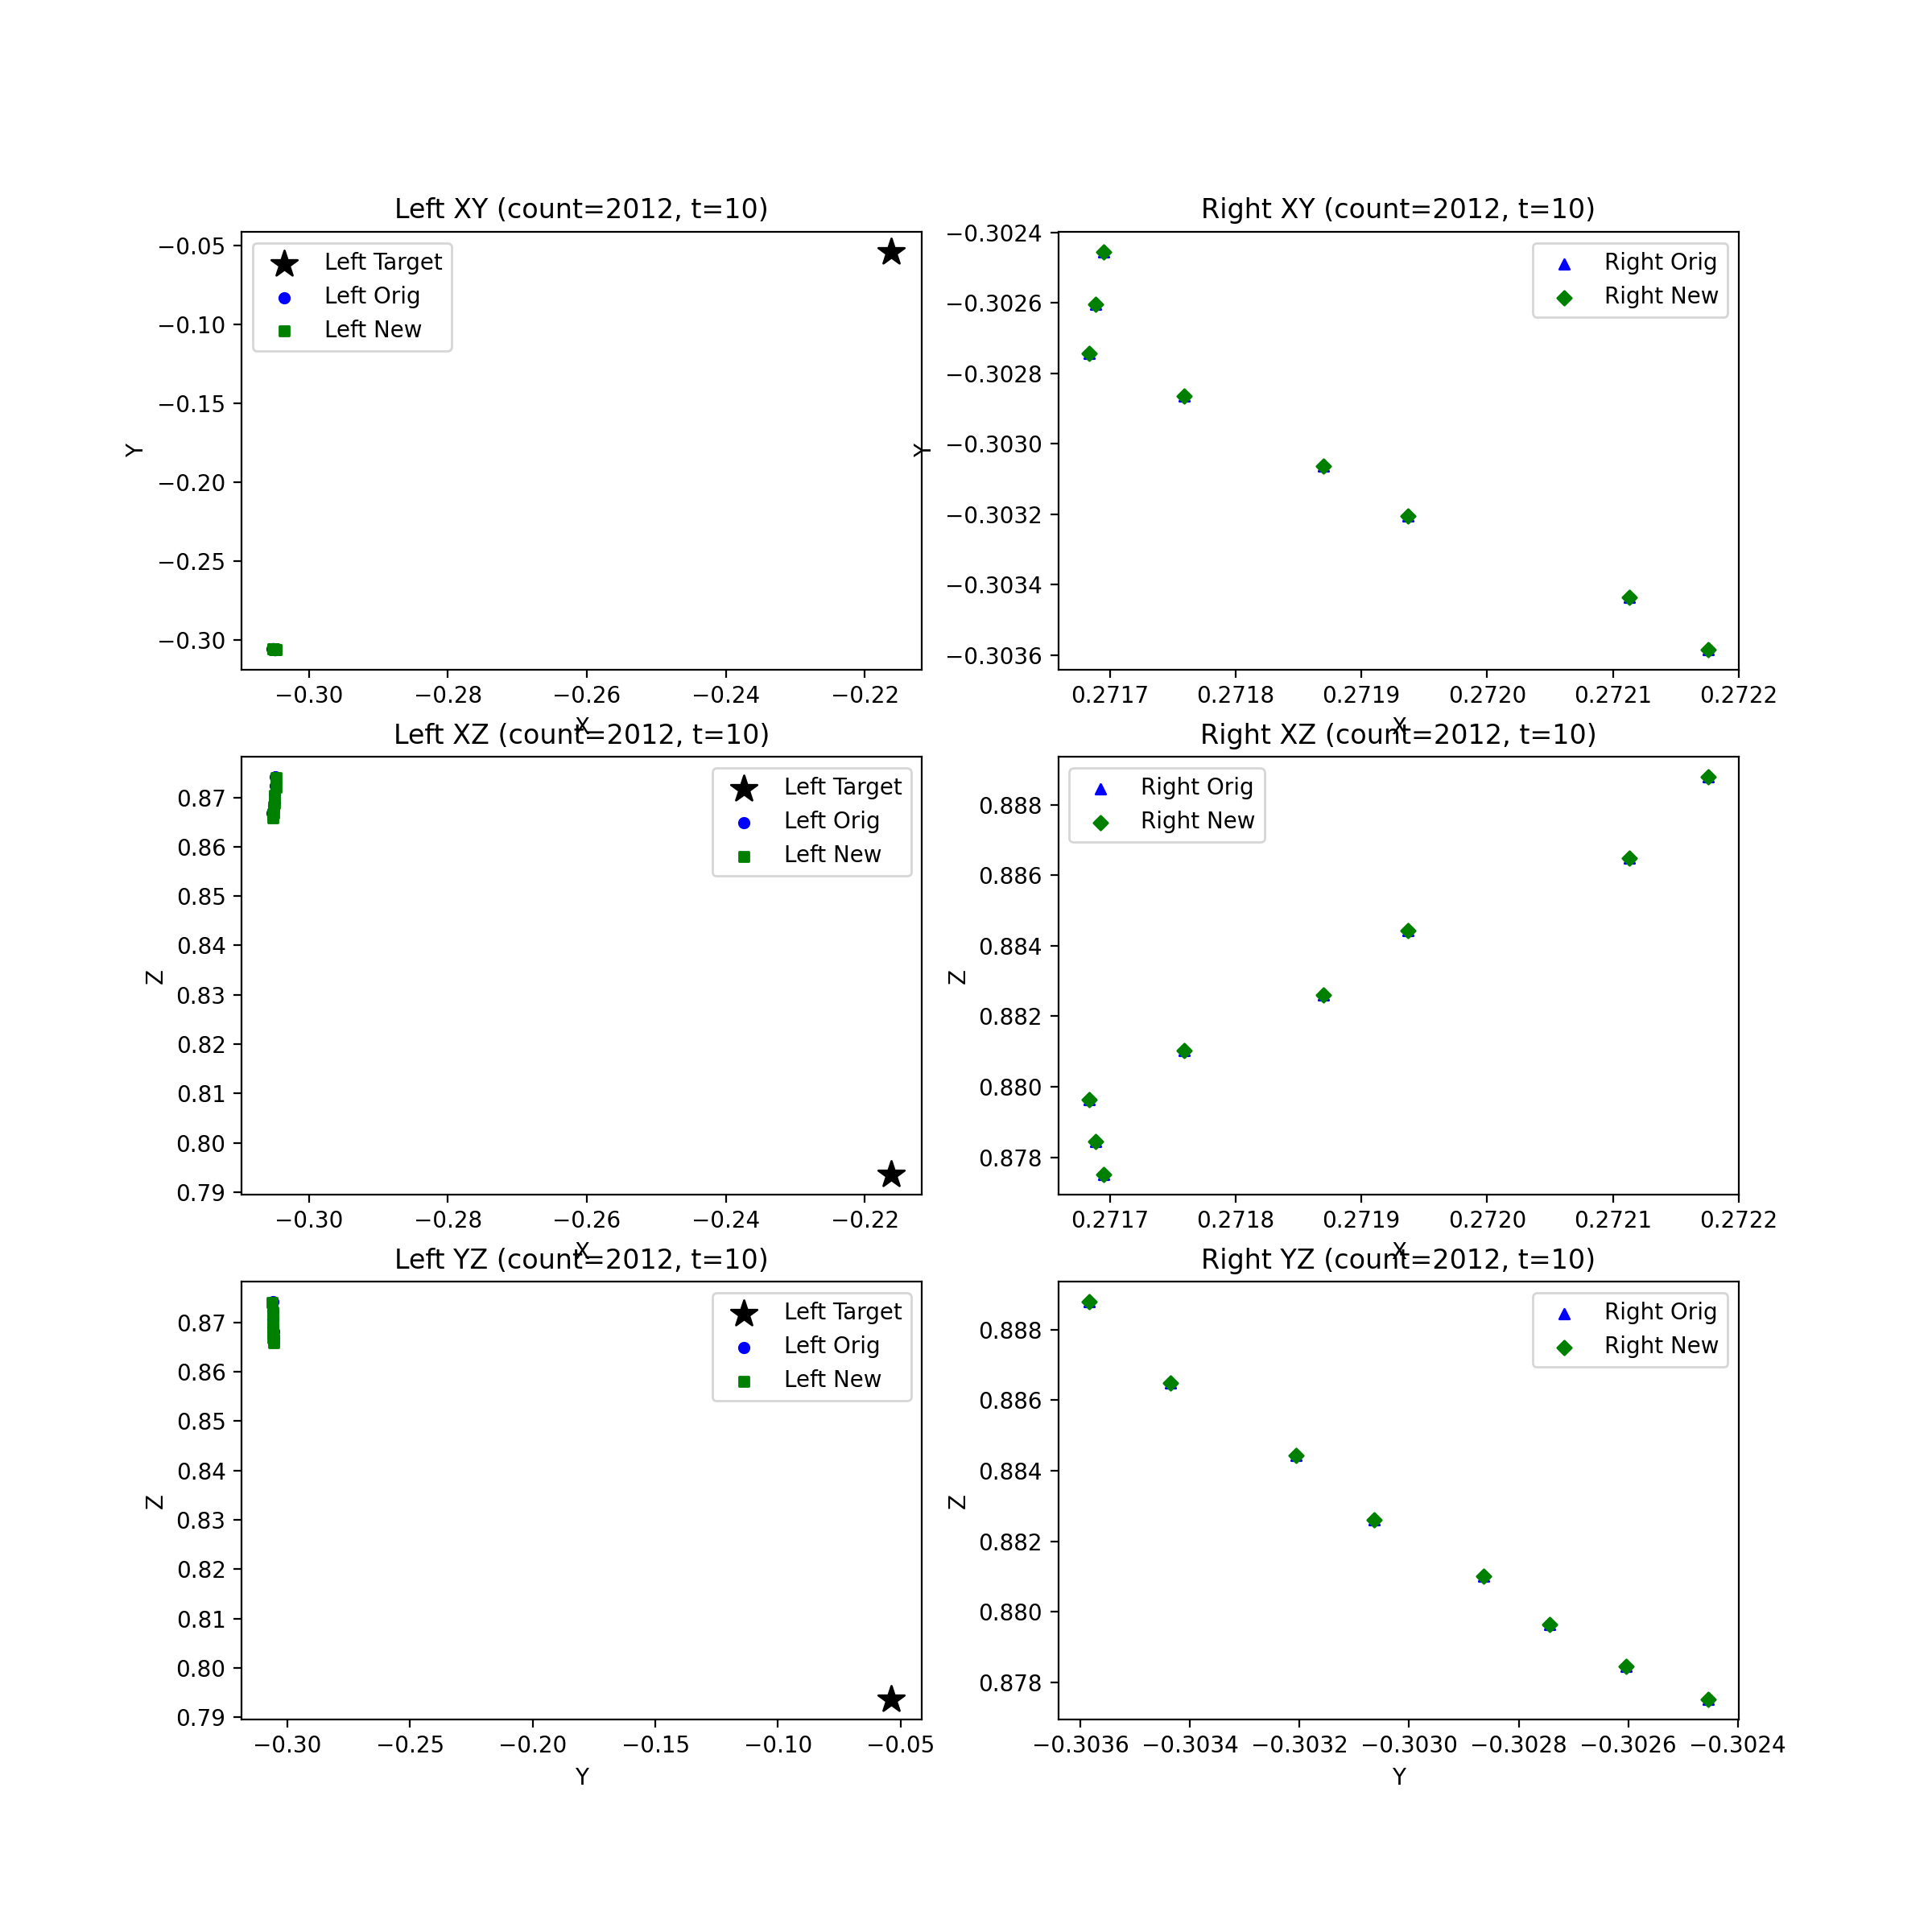 Left XY (count=2012, t=10)
Left Target
Left Orig
Left New
−0.05
−0.10
−0.15
−0.20
−0.25
−0.30
Y
−0.30 −0.28 −0.26 −0.24 −0.22
X
Right XY (count=2012, t=10)
Right Orig
Right New
−0.3024
−0.3026
−0.3028
−0.3030
−0.3032
−0.3034
−0.3036
Y
0.2717 0.2718 0.2719 0.2720 0.2721 0.2722
X
Left XZ (count=2012, t=10)
Left Target
Left Orig
Left New
0.87
0.86
0.85
0.84
0.83
0.82
0.81
0.80
0.79
Z
−0.30 −0.28 −0.26 −0.24 −0.22
X
Right XZ (count=2012, t=10)
Right Orig
Right New
0.888
0.886
0.884
0.882
0.880
0.878
Z
0.2717 0.2718 0.2719 0.2720 0.2721 0.2722
X
Left YZ (count=2012, t=10)
Left Target
Left Orig
Left New
0.87
0.86
0.85
0.84
0.83
0.82
0.81
0.80
0.79
Z
−0.30 −0.25 −0.20 −0.15 −0.10 −0.05
Y
Right YZ (count=2012, t=10)
Right Orig
Right New
0.888
0.886
0.884
0.882
0.880
0.878
Z
−0.3036 −0.3034 −0.3032 −0.3030 −0.3028 −0.3026 −0.3024
Y